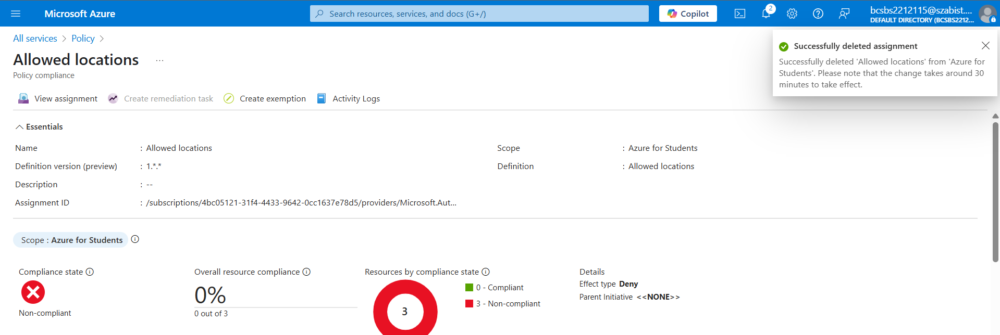 Microsoft Azure
Search resources, services, and docs (G+/)
Copilot
2
bcsbs2212115@szabist....
DEFAULT DIRECTORY (BCSBS2212...
All services > Policy >
Allowed locations ...
Policy compliance
Successfully deleted assignment
Successfully deleted 'Allowed locations' from 'Azure for
Students'. Please note that the change takes around 30
minutes to take effect.
View assignment Create remediation task Create exemption Activity Logs
Essentials
Name : Allowed locations
Scope : Azure for Students
Definition version (preview) : 1.*.*
Definition : Allowed locations
Description : --
Assignment ID : /subscriptions/4bc05121-31f4-4433-9642-0cc1637e78d5/providers/Microsoft.Aut...
Scope : Azure for Students
Compliance state
Non-compliant
Overall resource compliance
0%
0 out of 3
Resources by compliance state
3
0 - Compliant
3 - Non-compliant
Details
Effect type Deny
Parent Initiative <<NONE>>